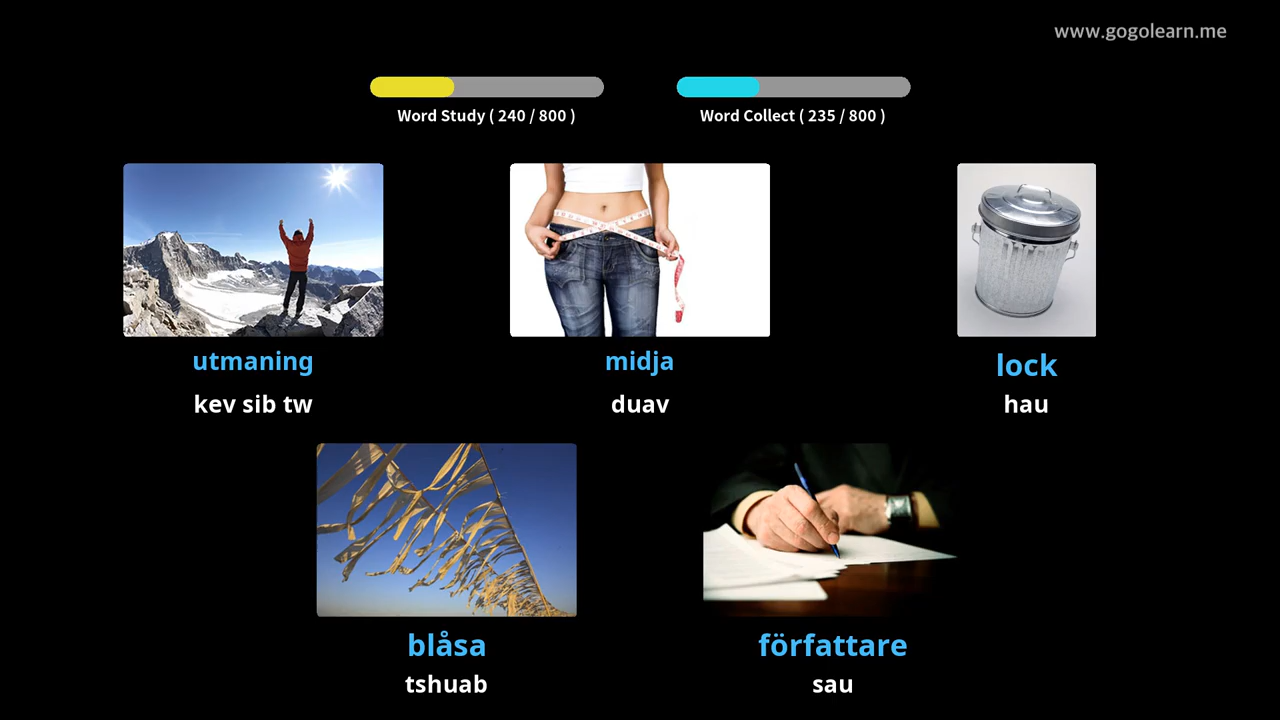 www.gogolearn.me
Word Study ( 240 / 800 )
Word Collect ( 235 / 800 )
utmaning
kev sib tw
midja
duav
lock
hau
blåsa
tshuab
författare
sau